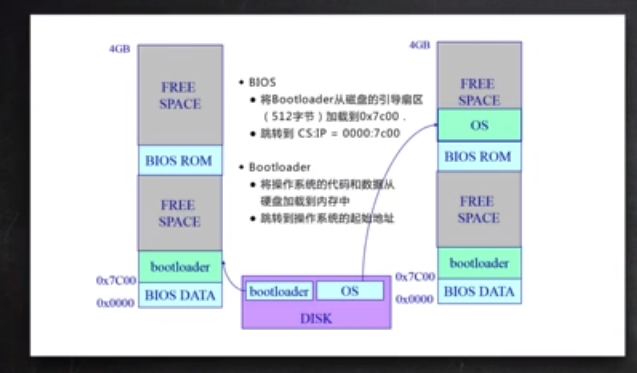 4GB
FREE
SPACE
BIOS ROM
FREE
SPACE
bootloader
0x7C00
BIOS DATA
0x0000
• BIOS
• 将Bootloader从磁盘的引导扇区
（512字节）加载到0x7c00 .
• 跳转到 CS:IP = 0000:7c00
• Bootloader
• 将操作系统的代码和数据从
硬盘加载到内存中
• 跳转到操作系统的起始地址
bootloader
OS
DISK
4GB
FREE
SPACE
OS
BIOS ROM
FREE
SPACE
bootloader
0x7C00
BIOS DATA
0x0000